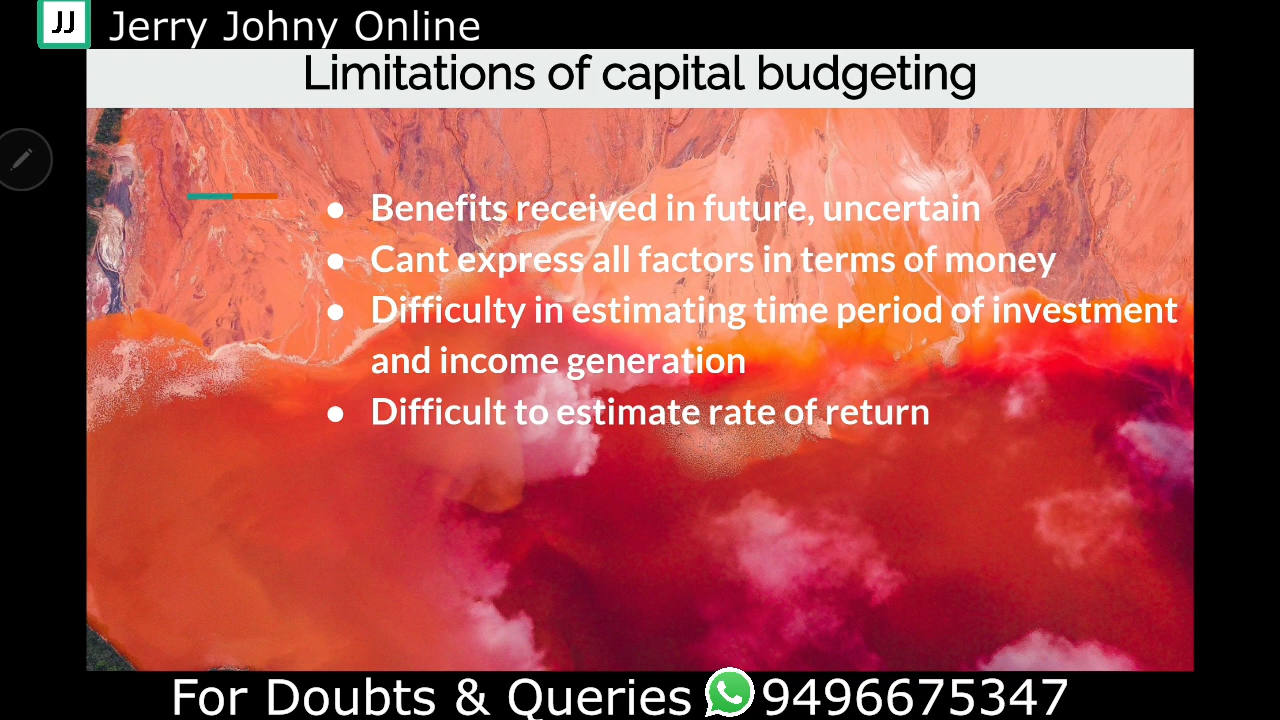 JJ Jerry Johny Online
Limitations of capital budgeting
● Benefits received in future, uncertain
● Cant express all factors in terms of money
● Difficulty in estimating time period of investment
and income generation
● Difficult to estimate rate of return
For Doubts & Queries 9496675347